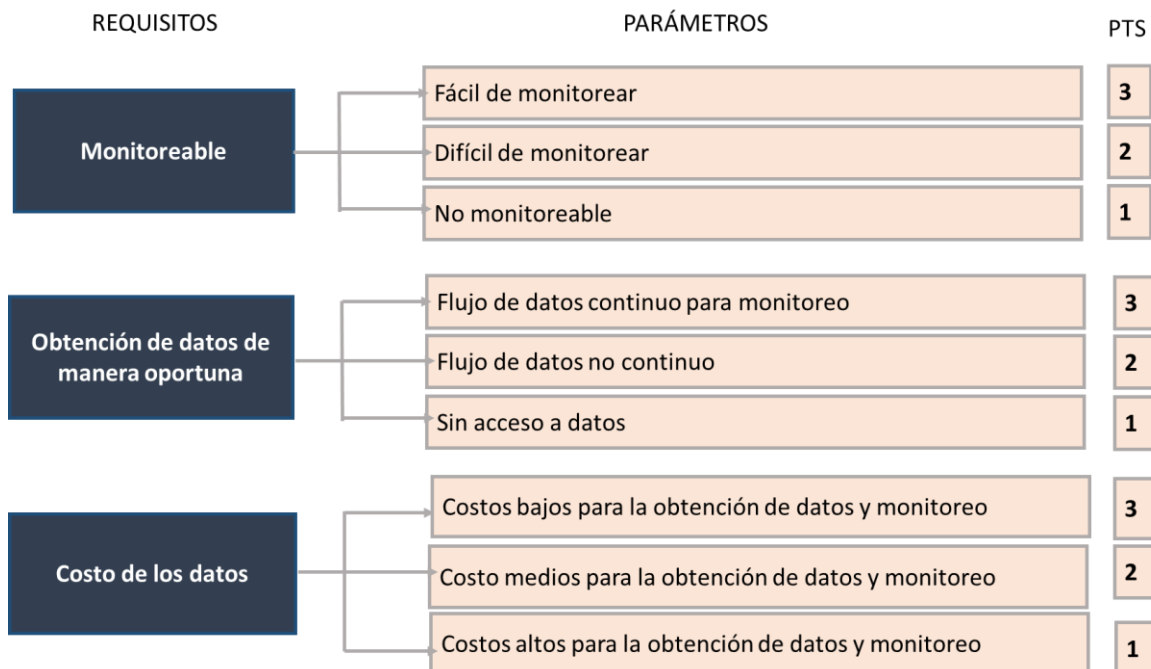 REQUISITOS PARÁMETROS PTS
Monitoreable
Fácil de monitorear 3
Difícil de monitorear 2
No monitoreable 1
Obtención de datos de
manera oportuna
Flujo de datos continuo para monitoreo 3
Flujo de datos no continuo 2
Sin acceso a datos 1
Costo de los datos
Costos bajos para la obtención de datos y monitoreo 3
Costo medios para la obtención de datos y monitoreo 2
Costos altos para la obtención de datos y monitoreo 1